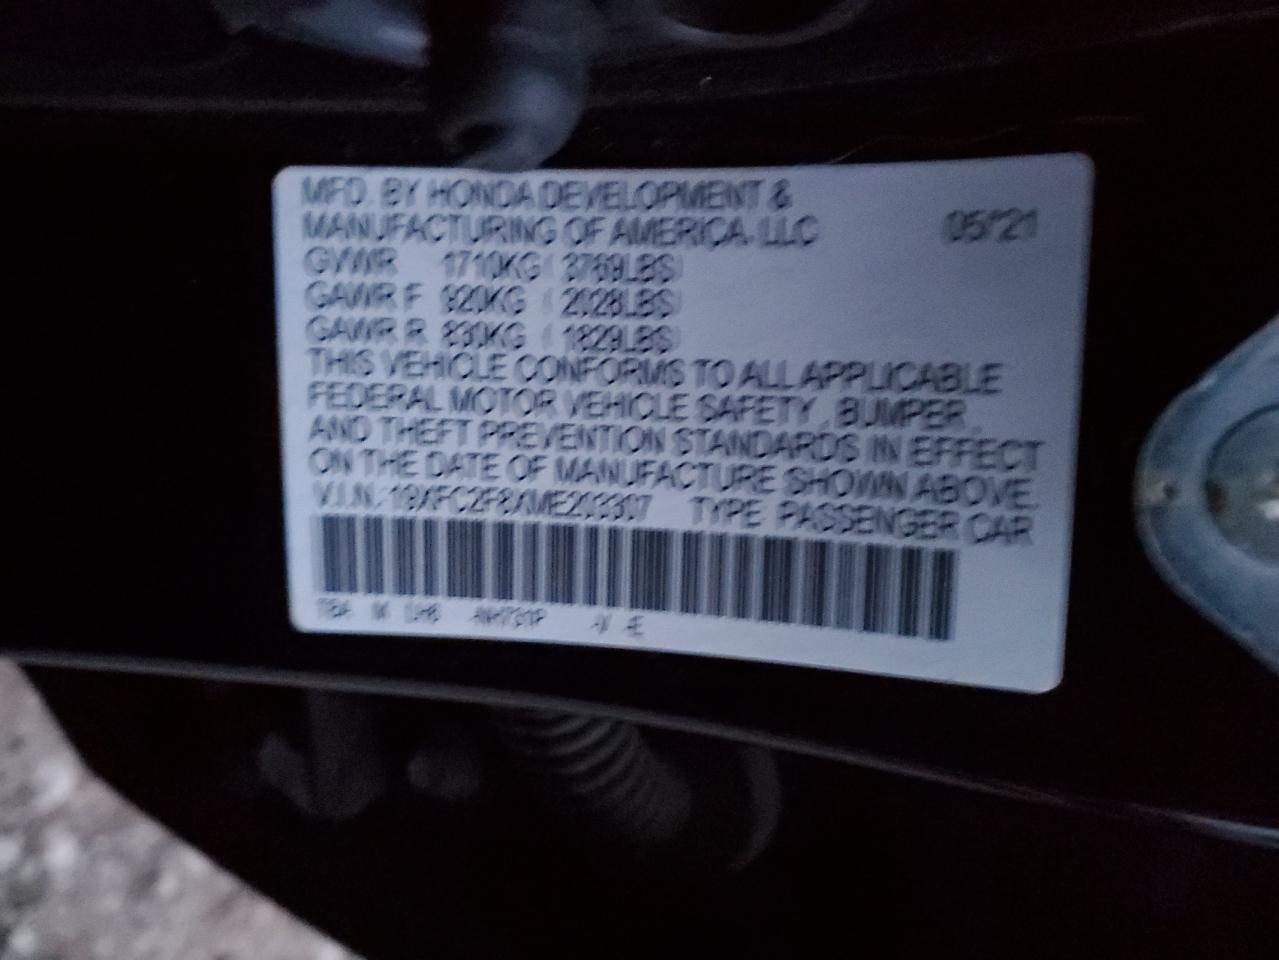 MFD. BY HONDA DEVELOPMENT &
MANUFACTURING OF AMERICA, LLC 05/21
GVWR 1710KG ( 3769LBS)
GAWR F 920KG ( 2028LBS)
GAWR R 830KG ( 1829LBS)
THIS VEHICLE CONFORMS TO ALL APPLICABLE
FEDERAL MOTOR VEHICLE SAFETY, BUMPER,
AND THEFT PREVENTION STANDARDS IN EFFECT
ON THE DATE OF MANUFACTURE SHOWN ABOVE.
V.I.N.: TYPE PASSENGER CAR